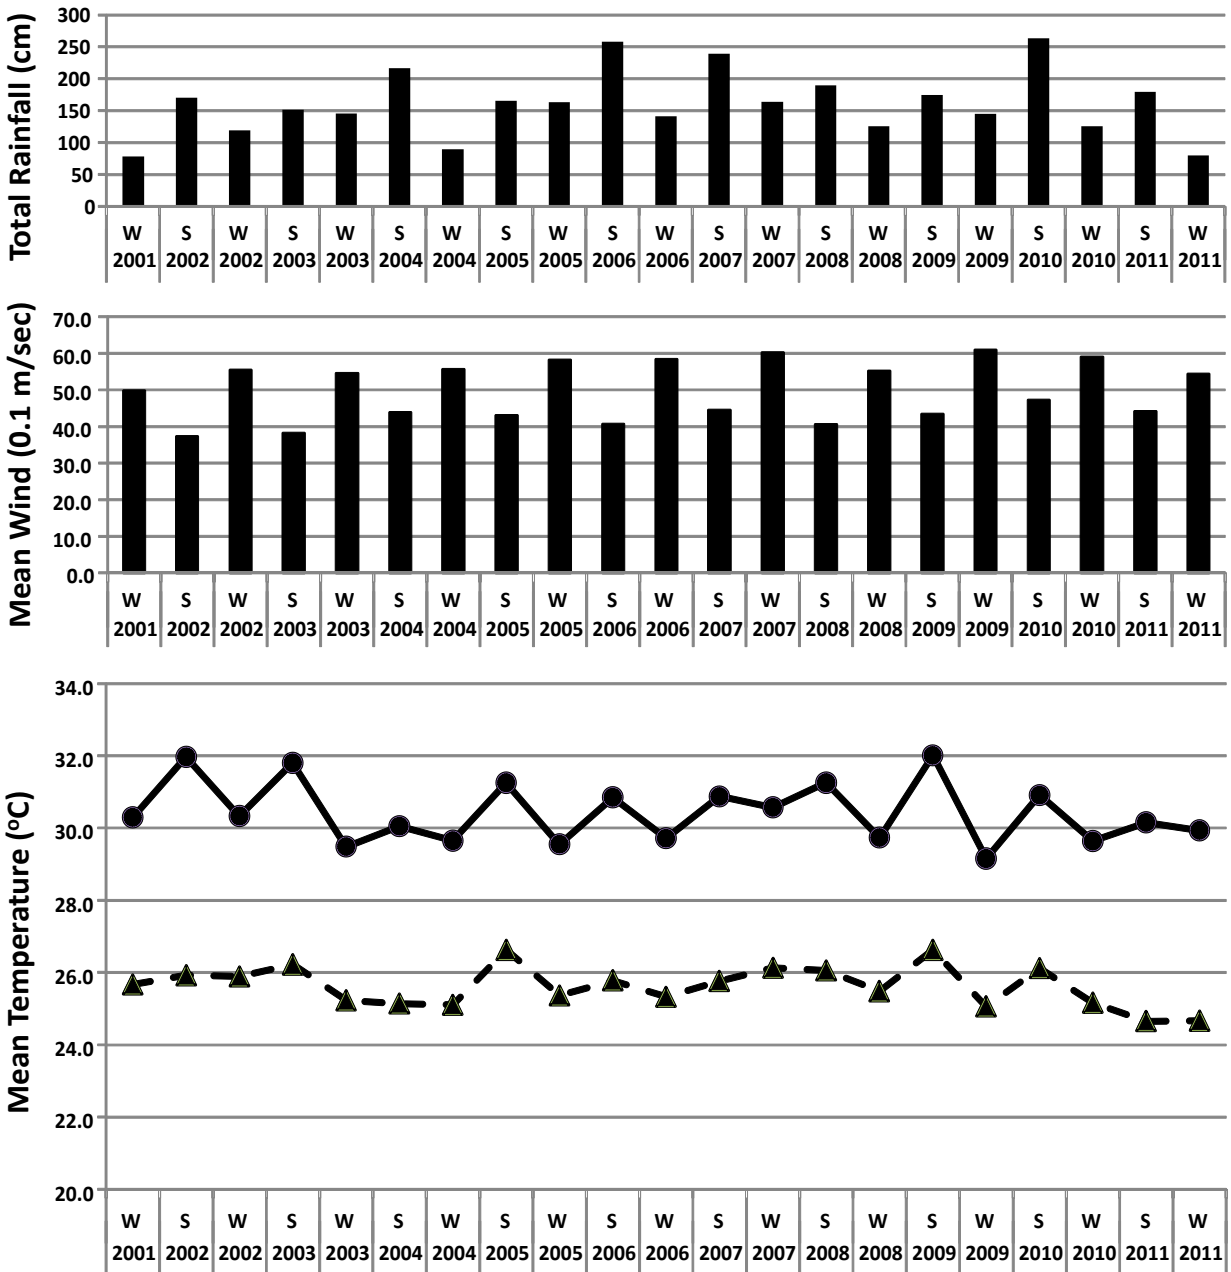 Total Rainfall (cm)
300
250
200
150
100
50
0
W S W S W S W S W S W S W S W S W S W S W
2001 2002 2002 2003 2003 2004 2004 2005 2005 2006 2006 2007 2007 2008 2008 2009 2009 2010 2010 2011 2011
Mean Wind (0.1 m/sec)
70.0
60.0
50.0
40.0
30.0
20.0
10.0
0.0
W S W S W S W S W S W S W S W S W S W S W
2001 2002 2002 2003 2003 2004 2004 2005 2005 2006 2006 2007 2007 2008 2008 2009 2009 2010 2010 2011 2011
Mean Temperature (ºC)
34.0
32.0
30.0
28.0
26.0
24.0
22.0
20.0
W S W S W S W S W S W S W S W S W S W S W
2001 2002 2002 2003 2003 2004 2004 2005 2005 2006 2006 2007 2007 2008 2008 2009 2009 2010 2010 2011 2011